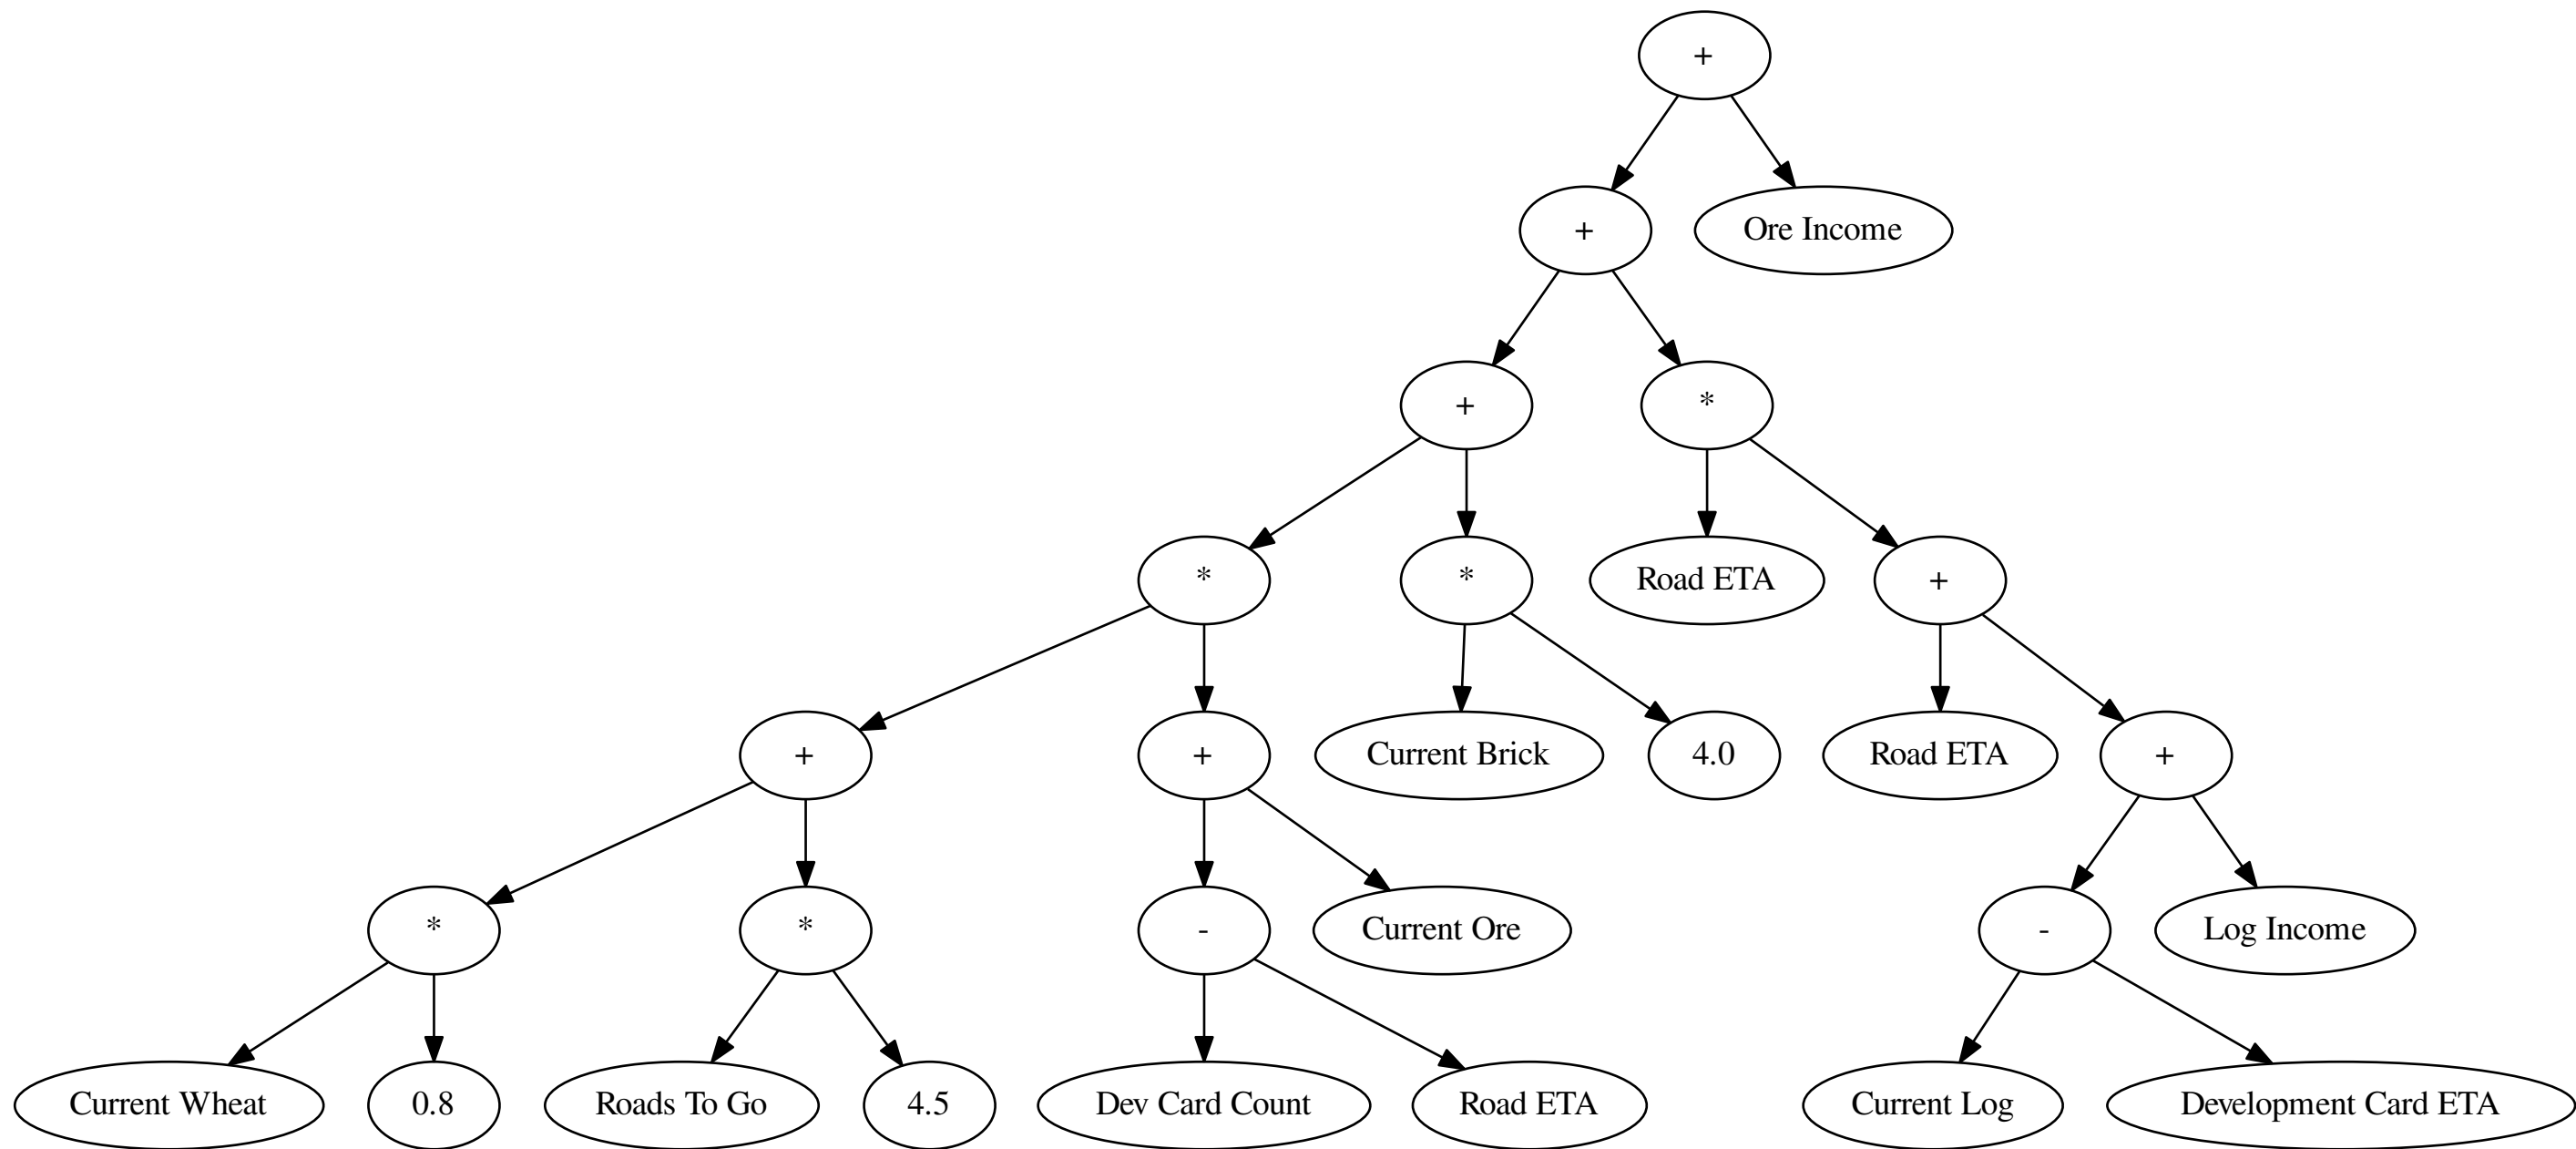 +
+
Ore Income
+
*
*
*
Road ETA
+
+
+
Current Brick
4.0
Road ETA
+
*
*
-
Current Ore
-
Log Income
Current Wheat
0.8
Roads To Go
4.5
Dev Card Count
Road ETA
Current Log
Development Card ETA